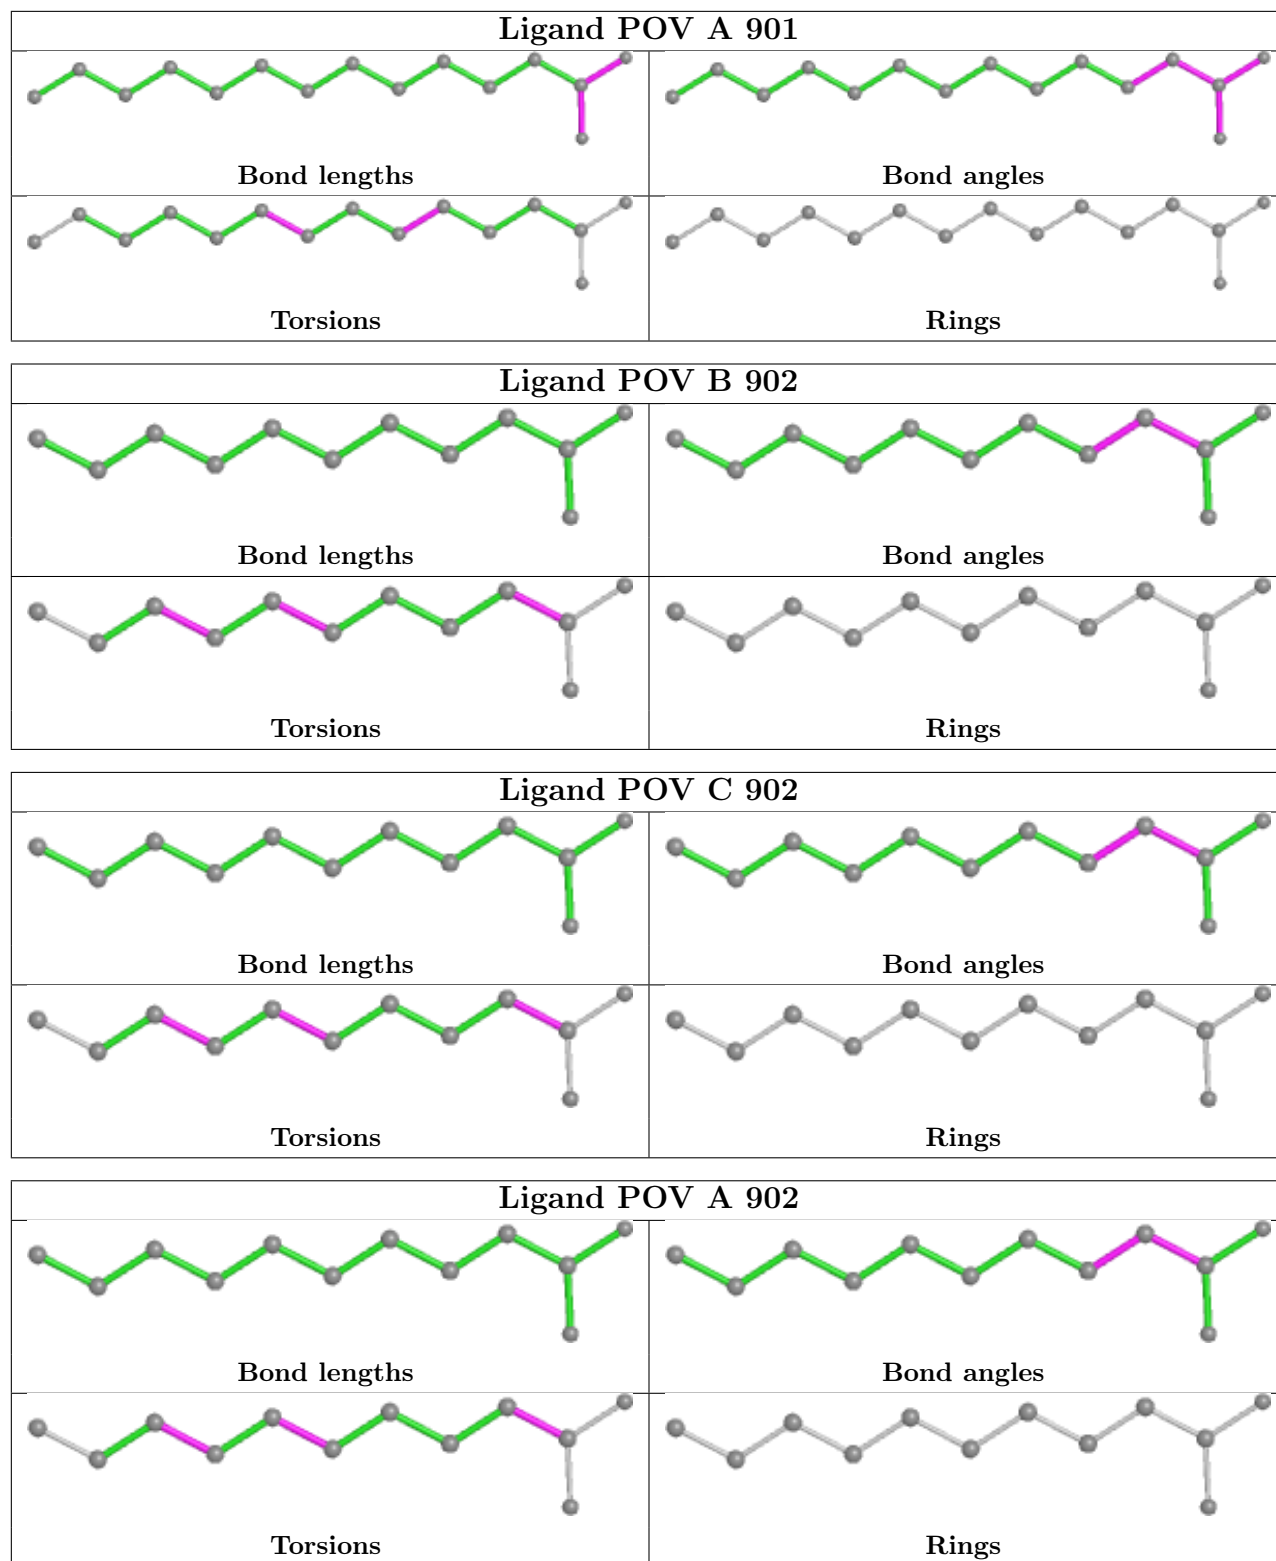 Ligand POV A 901
Bond lengths
Bond angles
Torsions
Rings
Ligand POV B 902
Bond lengths
Bond angles
Torsions
Rings
Ligand POV C 902
Bond lengths
Bond angles
Torsions
Rings
Ligand POV A 902
Bond lengths
Bond angles
Torsions
Rings